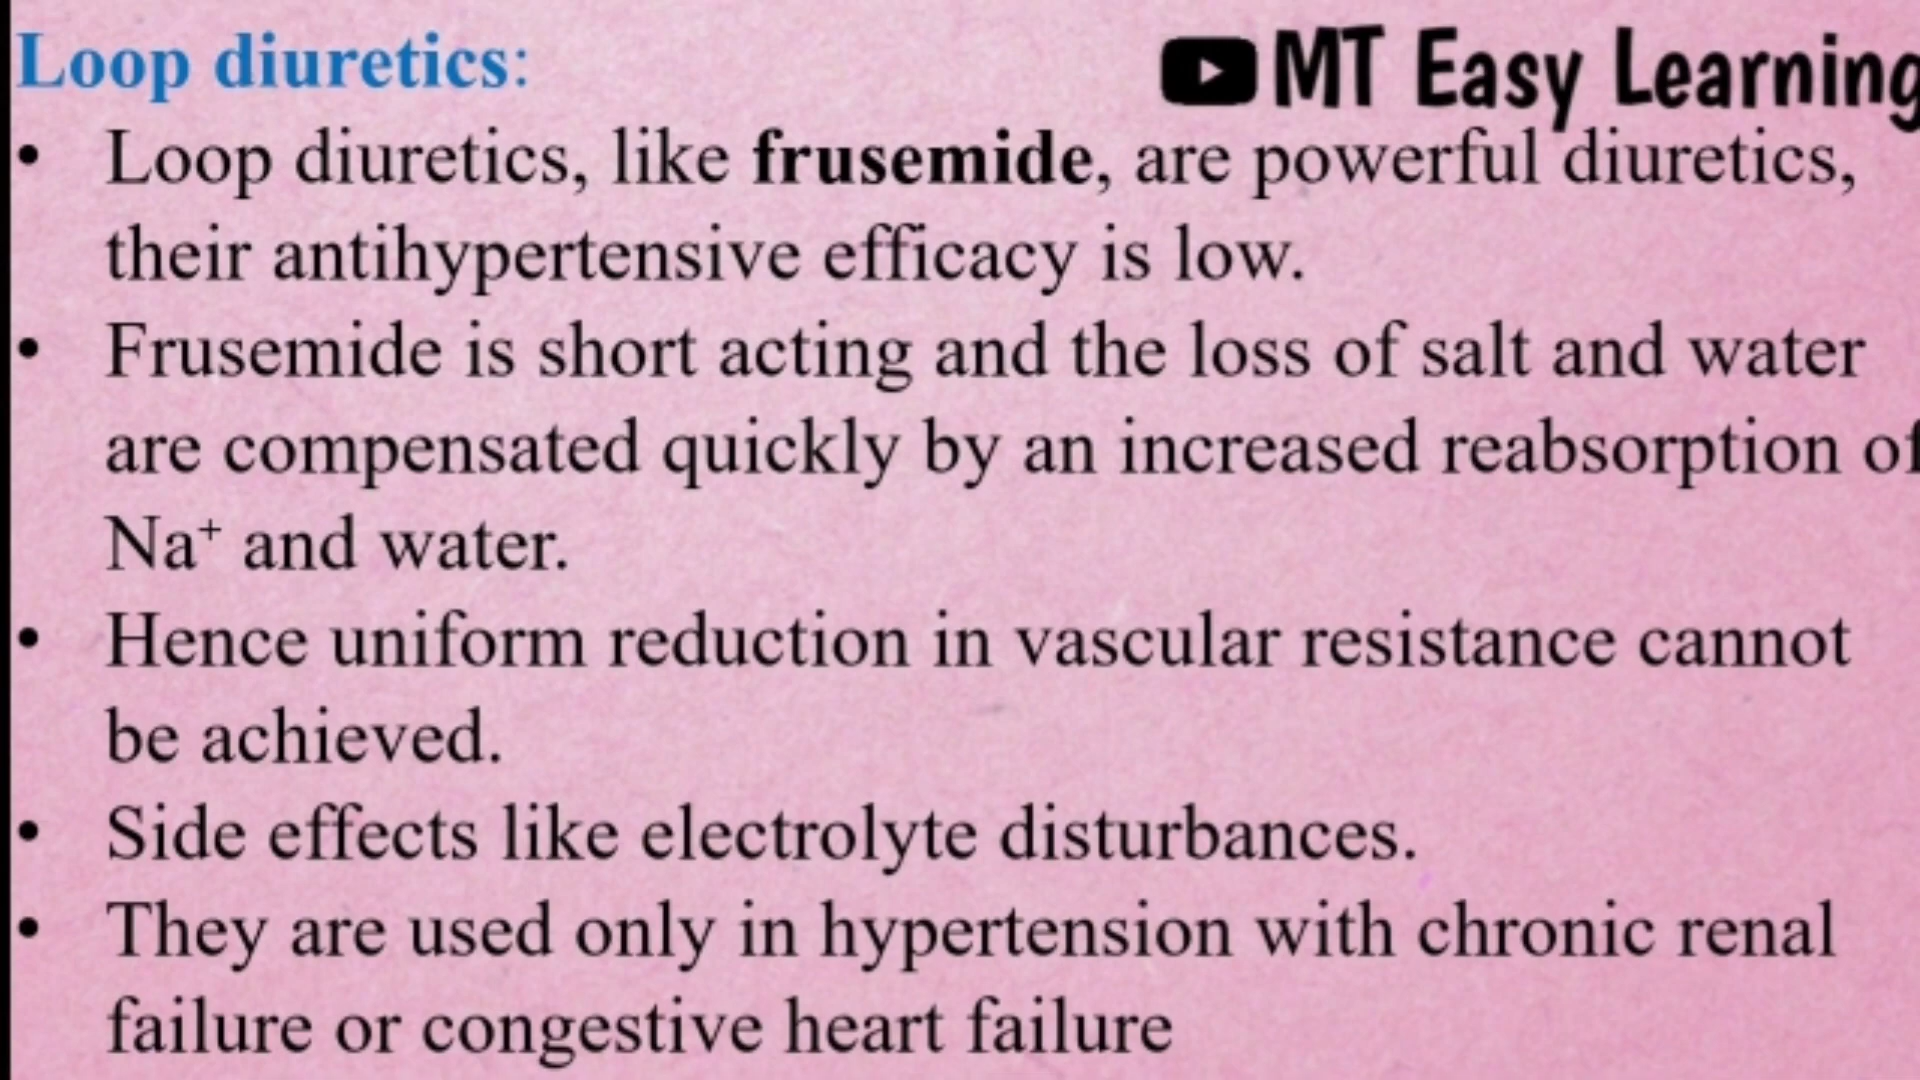 Loop diuretics:
MT Easy Learning
• Loop diuretics, like frusemide, are powerful diuretics,
their antihypertensive efficacy is low.
• Frusemide is short acting and the loss of salt and water
are compensated quickly by an increased reabsorption of
Na⁺ and water.
• Hence uniform reduction in vascular resistance cannot
be achieved.
• Side effects like electrolyte disturbances.
• They are used only in hypertension with chronic renal
failure or congestive heart failure